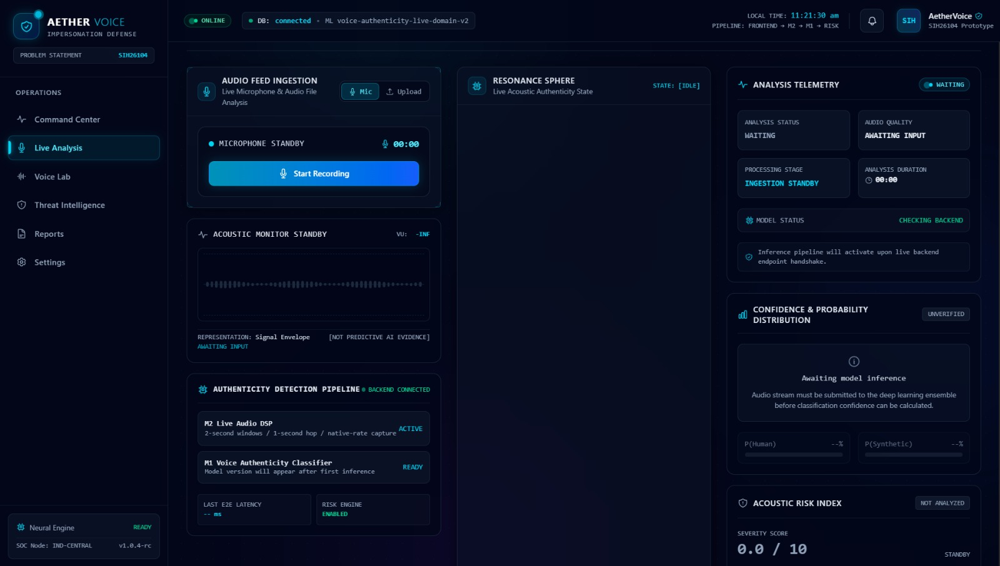 AETHER VOICE
IMPERSONATION DEFENSE
PROBLEM STATEMENT SIH26104
OPERATIONS
Command Center
Live Analysis
Voice Lab
Threat Intelligence
Reports
Settings
Neural Engine READY
SOC Node: IND-CENTRAL v1.0.4-rc
ONLINE
DB: connected • ML voice-authenticity-live-domain-v2
LOCAL TIME: 11:21:30 am
PIPELINE: FRONTEND → M2 → M1 → RISK
SIH
AetherVoice
SIH26104 Prototype
AUDIO FEED INGESTION
Live Microphone & Audio File
Analysis
Mic
Upload
MICROPHONE STANDBY 00:00
Start Recording
ACOUSTIC MONITOR STANDBY VU: -INF
REPRESENTATION: Signal Envelope [NOT PREDICTIVE AI EVIDENCE]
AWAITING INPUT
AUTHENTICITY DETECTION PIPELINE BACKEND CONNECTED
M2 Live Audio DSP
2-second windows / 1-second hop / native-rate capture
ACTIVE
M1 Voice Authenticity Classifier
Model version will appear after first inference
READY
LAST E2E LATENCY
-- ms
RISK ENGINE
ENABLED
RESONANCE SPHERE
Live Acoustic Authenticity State
STATE: [IDLE]
ANALYSIS TELEMETRY WAITING
ANALYSIS STATUS
WAITING
AUDIO QUALITY
AWAITING INPUT
PROCESSING STAGE
INGESTION STANDBY
ANALYSIS DURATION
00:00
MODEL STATUS CHECKING BACKEND
Inference pipeline will activate upon live backend
endpoint handshake.
CONFIDENCE & PROBABILITY
DISTRIBUTION
UNVERIFIED
Awaiting model inference
Audio stream must be submitted to the deep learning ensemble
before classification confidence can be calculated.
P(Human) --%
P(Synthetic) --%
ACOUSTIC RISK INDEX NOT ANALYZED
SEVERITY SCORE
0.0 / 10
STANDBY